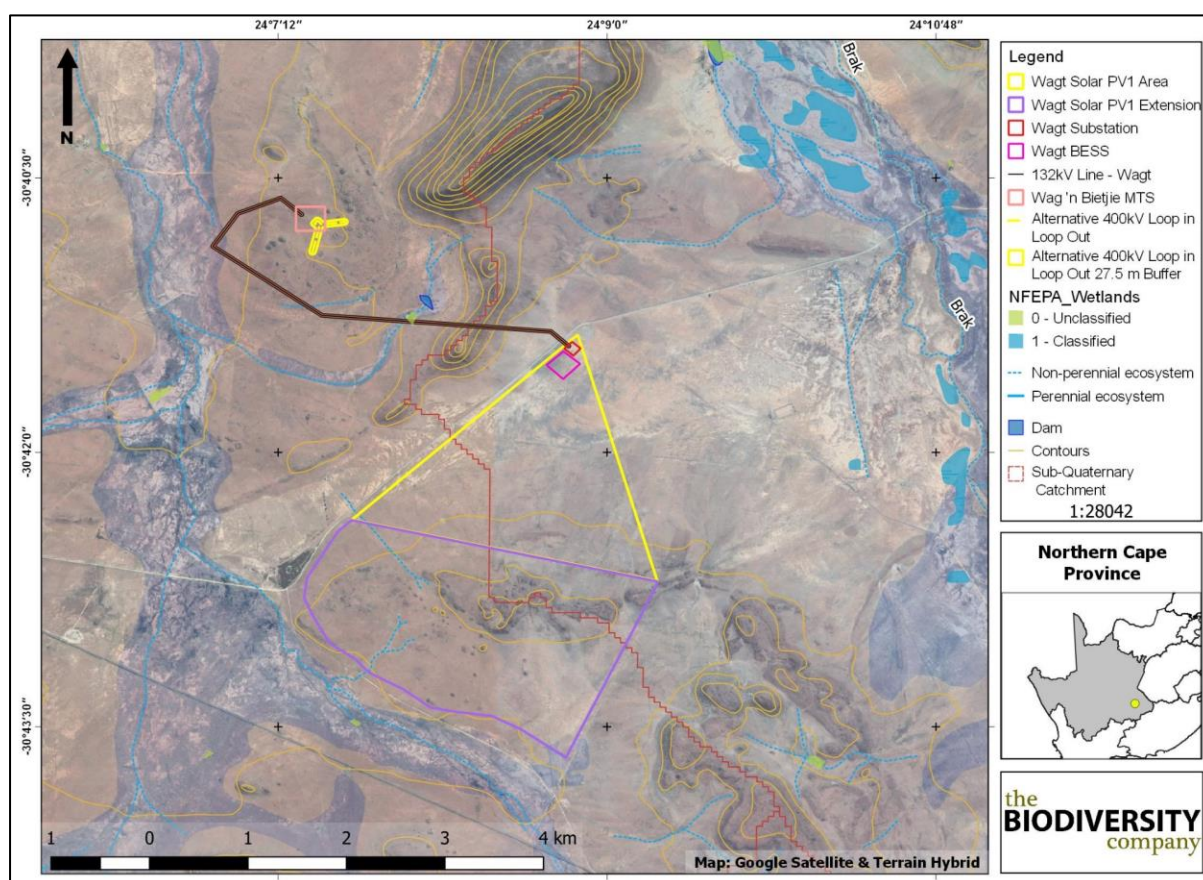 24°7'12"
24°9'0"
24°10'48"
-30°40'30"
-30°42'0"
-30°43'30"
N
Brak
Brak
1 0 1 2 3 4 km
Map: Google Satellite & Terrain Hybrid
Legend
Wagt Solar PV1 Area
Wagt Solar PV1 Extension
Wagt Substation
Wagt BESS
132kV Line - Wagt
Wag 'n Bietjie MTS
Alternative 400kV Loop in
Loop Out
Alternative 400kV Loop in
Loop Out 27.5 m Buffer
NFEPA_Wetlands
0 - Unclassified
1 - Classified
Non-perennial ecosystem
Perennial ecosystem
Dam
Contours
Sub-Quaternary
Catchment
1:28042
Northern Cape
Province
the
BIODIVERSITY
company